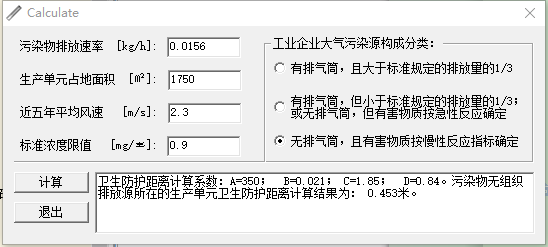 Calculate
污染物排放速率 [kg/h]: 0.0156
生产单元占地面积 [m²]: 1750
近五年平均风速 [m/s]: 2.3
标准浓度限值 [mg/m³]: 0.9
工业企业大气污染源构成分类:
有排气筒，且大于标准规定的排放量的1/3
有排气筒，但小于标准规定的排放量的1/3；
或无排气筒，但有害物质按急性反应确定
无排气筒，且有害物质按慢性反应指标确定
计算
退出
卫生防护距离计算系数: A=350; B=0.021; C=1.85; D=0.84。污染物无组织
排放源所在的生产单元卫生防护距离计算结果为: 0.453米。